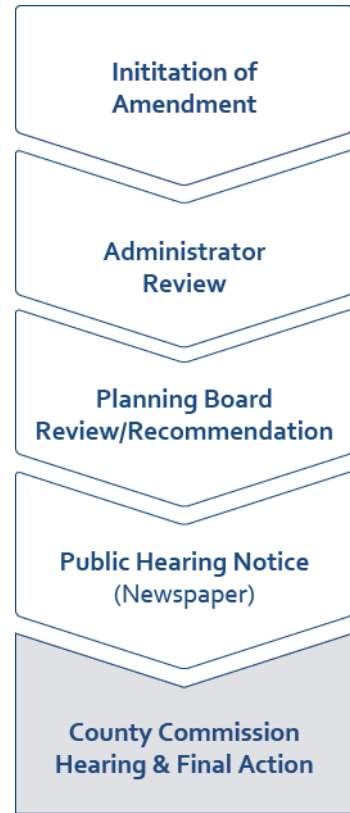 Inititation of
Amendment
Administrator
Review
Planning Board
Review/Recommendation
Public Hearing Notice
(Newspaper)
County Commission
Hearing & Final Action